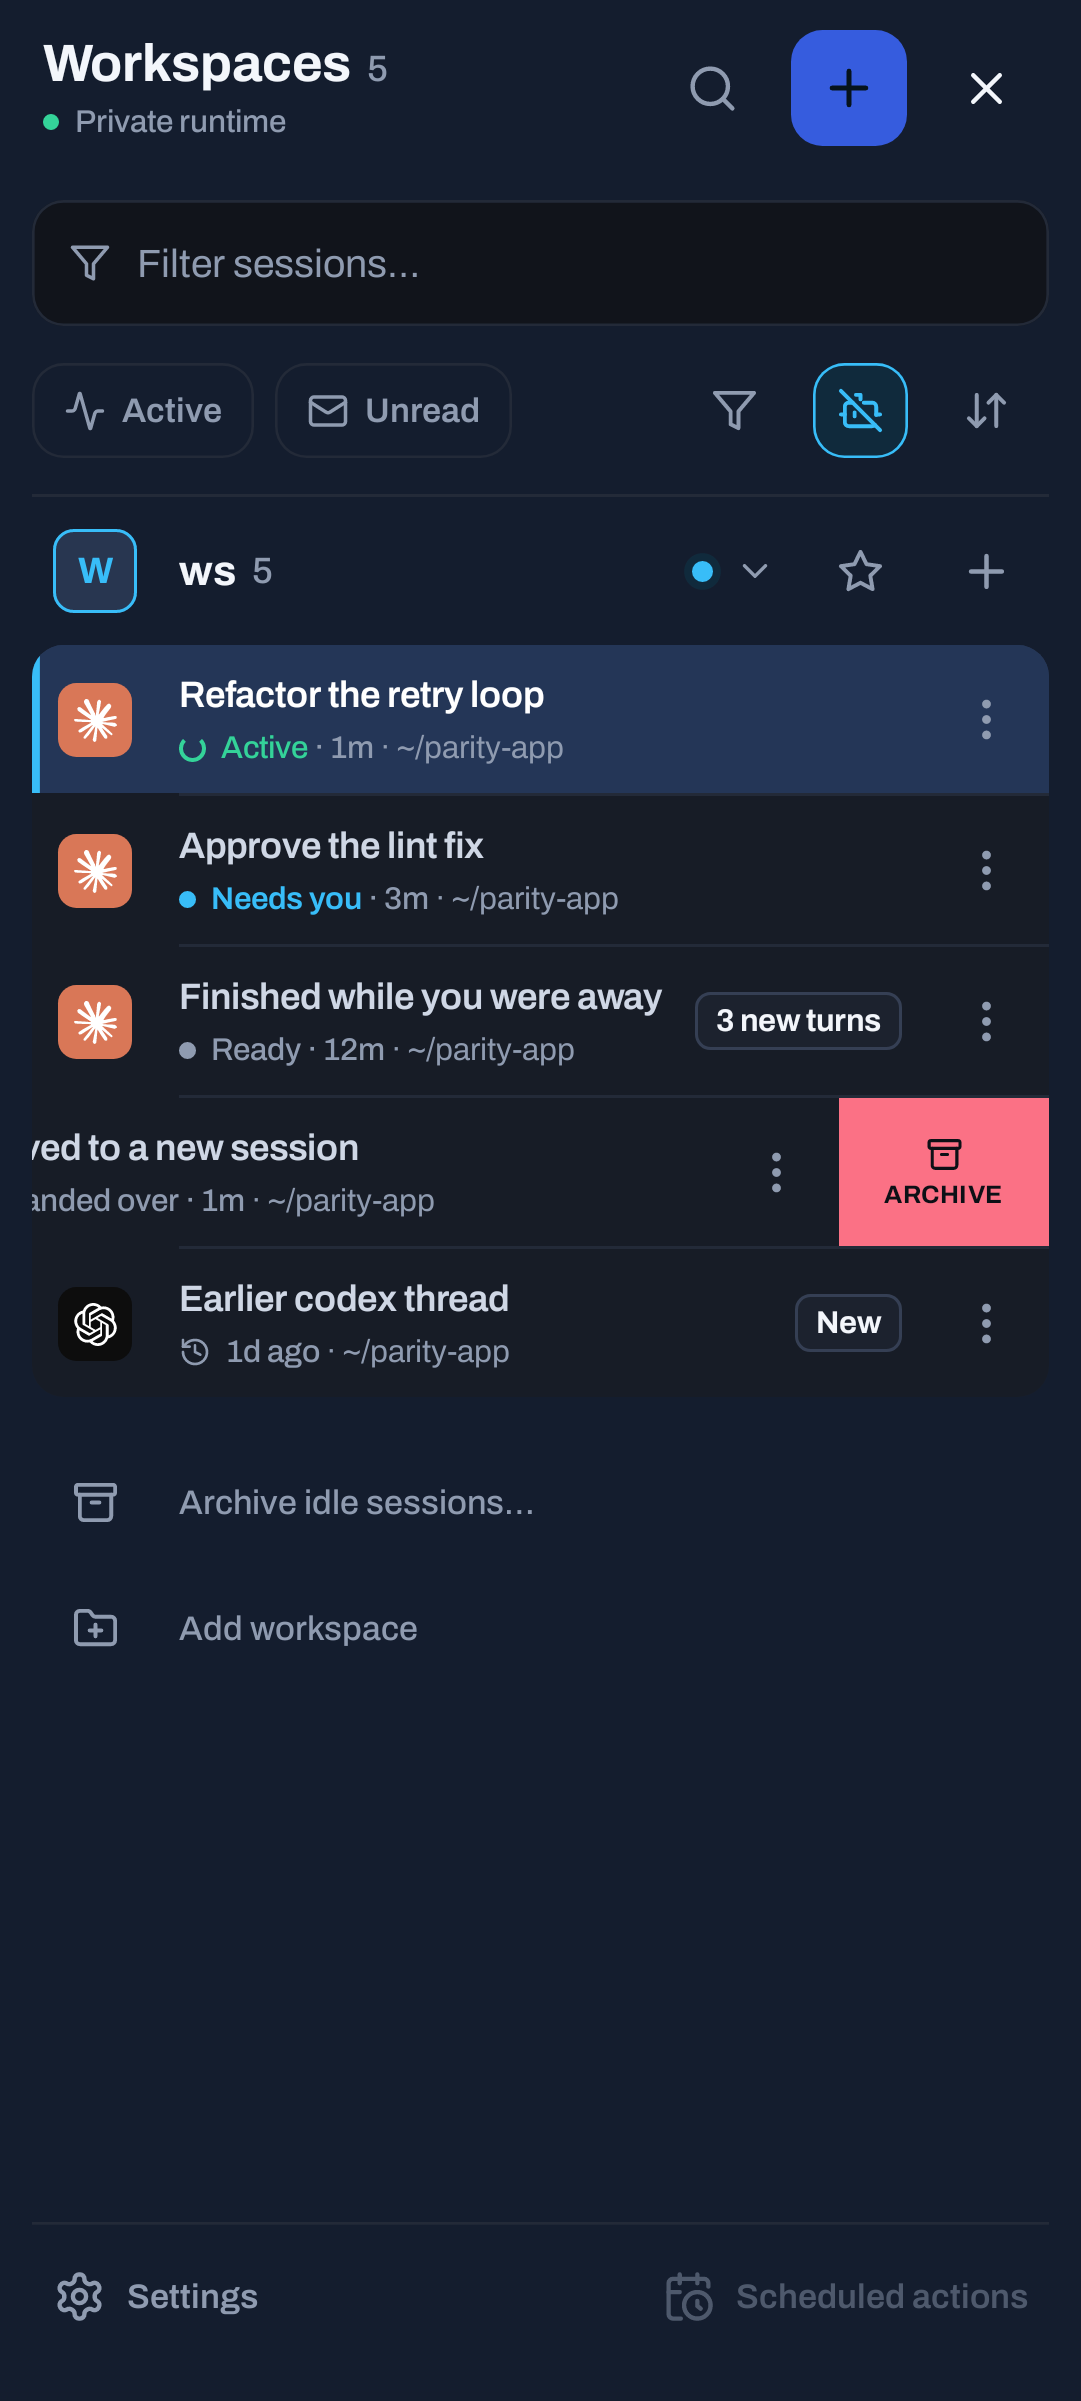 Workspaces 5
Private runtime
Filter sessions...
Active
Unread
W
ws 5
Refactor the retry loop
Active · 1m · ~/parity-app
Approve the lint fix
Needs you · 3m · ~/parity-app
Finished while you were away
3 new turns
Ready · 12m · ~/parity-app
ved to a new session
anded over · 1m · ~/parity-app
ARCHIVE
Earlier codex thread
New
1d ago · ~/parity-app
Archive idle sessions...
Add workspace
Settings
Scheduled actions